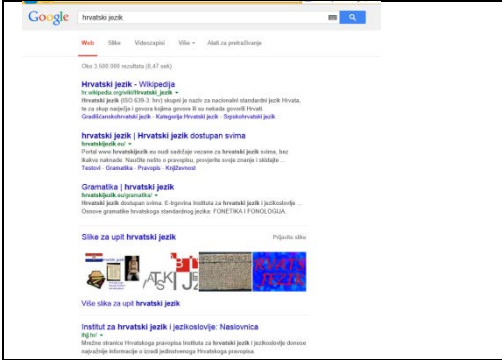 Google hrvatski jezik
Web Slike Videozapisi Više Alati za pretraživanje
Oko 3.500.000 rezultata (0,47 sek)
Hrvatski jezik - Wikipedija
hr.wikipedia.org/wiki/Hrvatski_jezik
Hrvatski jezik (ISO 639-3: hrv) skupni je naziv za nacionalni standardni jezik Hrvata,
te za skup narječja i govora kojima govore ili su nekada govorili Hrvati.
Gradišćanskohrvatski jezik - Kategorija:Hrvatski jezik - Srpskohrvatski jezik
hrvatski jezik | Hrvatski jezik dostupan svima
hrvatskijezik.eu/
Portal www.hrvatskijezik.eu nudi sadržaje vezane za hrvatski jezik svima, bez
ikakve naknade. Naučite nešto o pravopisu, provjerite svoje znanje i skidajte ...
Testovi - Gramatika - Pravopis - Književnost
Gramatika | hrvatski jezik
hrvatskijezik.eu/gramatika/
Hrvatski jezik dostupan svima. E-trgovina Instituta za hrvatski jezik i jezikoslovlje ...
Osnove gramatike hrvatskoga standardnog jezika: FONETIKA I FONOLOGIJA.
Slike za upit hrvatski jezik Prijavite slike
HRVATSKI JEZIK
Više slika za upit hrvatski jezik
Institut za hrvatski jezik i jezikoslovlje: Naslovnica
ihjj.hr/
Mrežne stranice Hrvatskoga pravopisa Instituta za hrvatski jezik i jezikoslovlje donose
najvažnije informacije o izradi jedinstvenoga Hrvatskoga pravopisa.